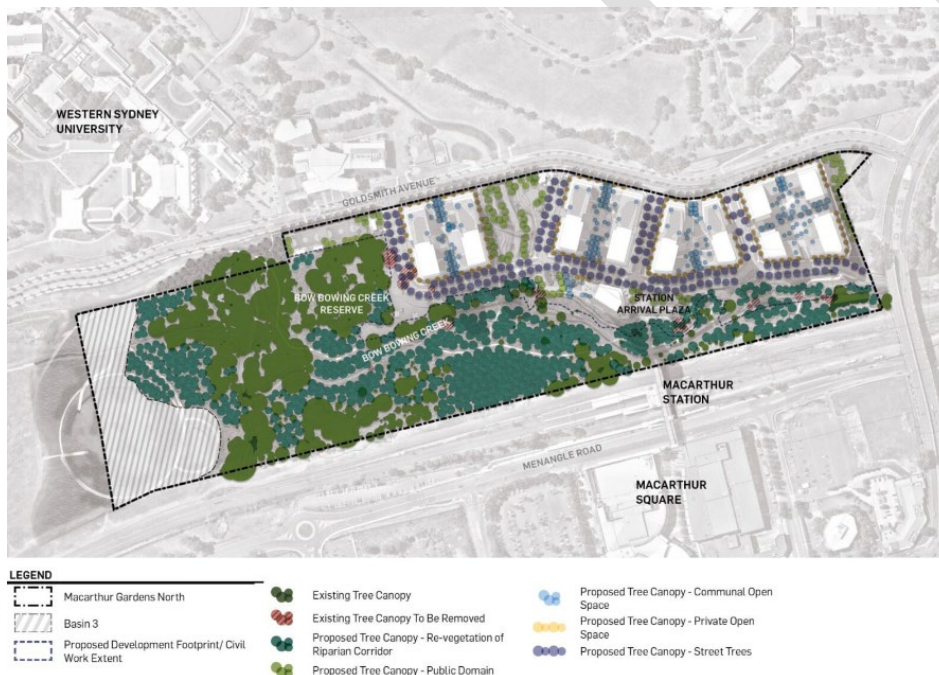 WESTERN SYDNEY
UNIVERSITY
GOLDSMITH AVENUE
BOW BOWING CREEK
RESERVE
STATION
ARRIVAL PLAZA
BOW BOWING CREEK
MACARTHUR
STATION
MENANGLE ROAD
MACARTHUR
SQUARE
LEGEND
Macarthur Gardens North
Basin 3
Proposed Development Footprint/ Civil
Work Extent
Existing Tree Canopy
Existing Tree Canopy To Be Removed
Proposed Tree Canopy - Re-vegetation of
Riparian Corridor
Proposed Tree Canopy - Public Domain
Proposed Tree Canopy - Communal Open
Space
Proposed Tree Canopy - Private Open
Space
Proposed Tree Canopy - Street Trees